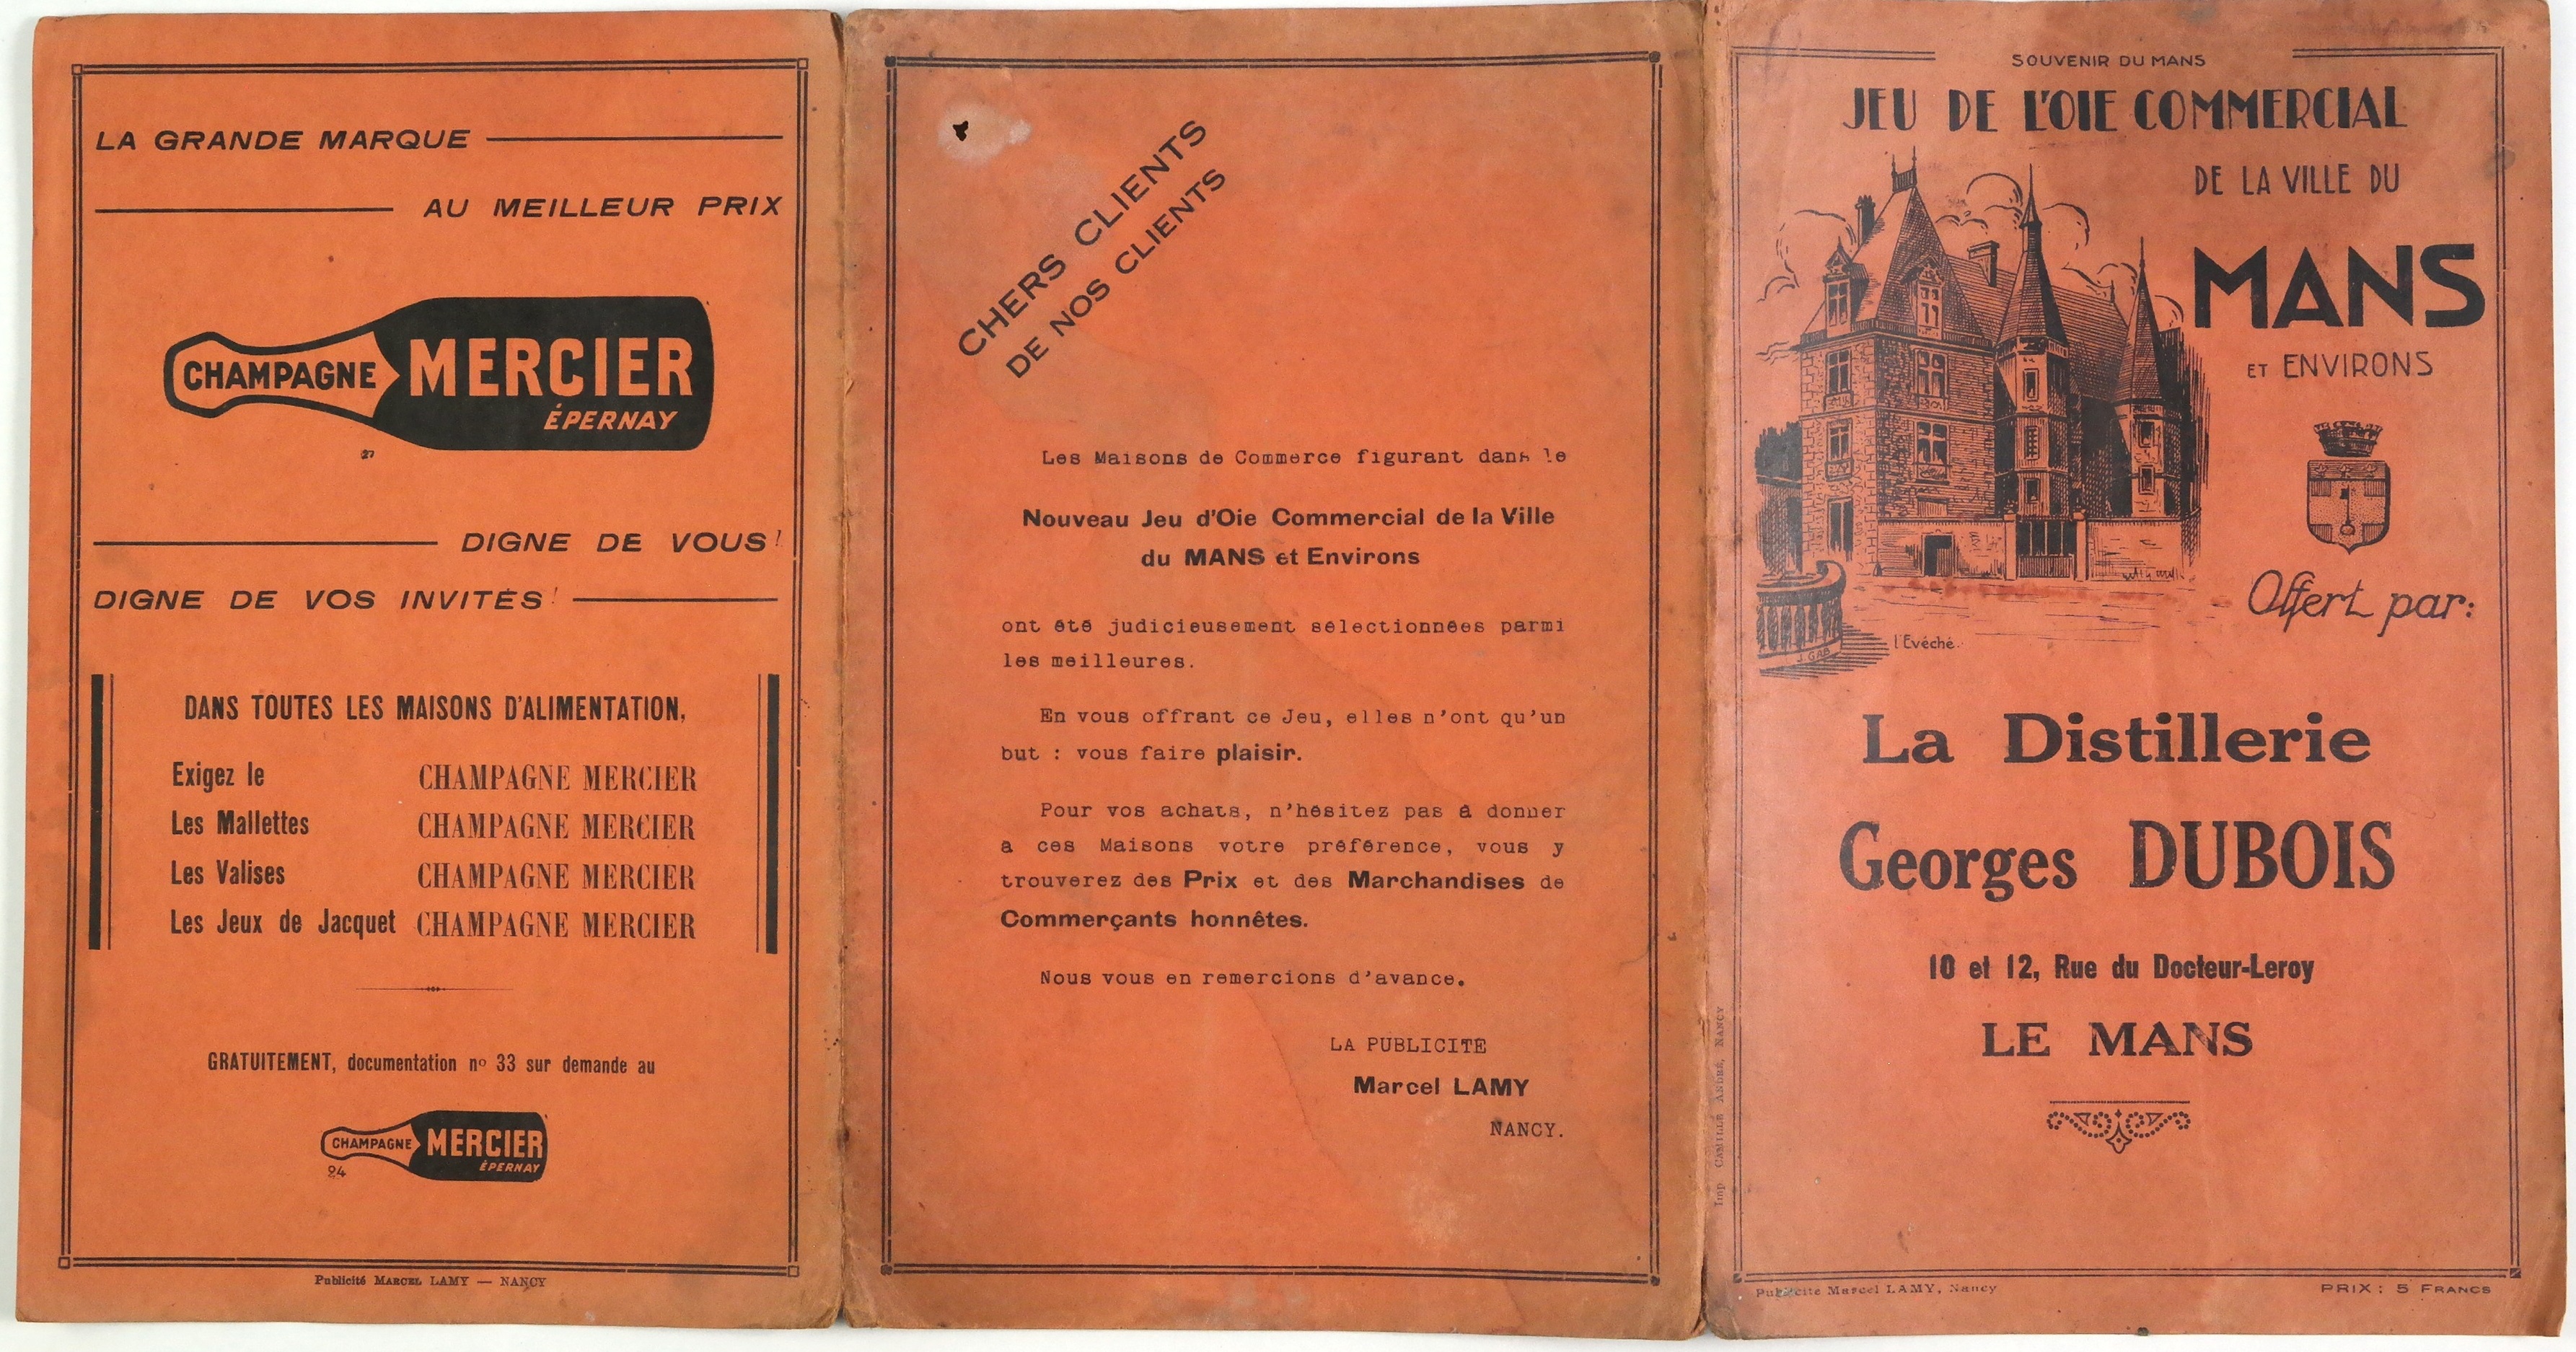 LA GRANDE MARQUE
AU MEILLEUR PRIX
CHAMPAGNE MERCIER
ÉPERNAY
27
DIGNE DE VOUS!
DIGNE DE VOS INVITÉS!
DANS TOUTES LES MAISONS D'ALIMENTATION,
Exigez le CHAMPAGNE MERCIER
Les Mallettes CHAMPAGNE MERCIER
Les Valises CHAMPAGNE MERCIER
Les Jeux de Jacquet CHAMPAGNE MERCIER
GRATUITEMENT, documentation nº 33 sur demande au
CHAMPAGNE MERCIER
ÉPERNAY
24
Publicité MARCEL LAMY — NANCY
CHERS CLIENTS
DE NOS CLIENTS
Les Maisons de Commerce figurant dans le
Nouveau Jeu d'Oie Commercial de la Ville
du MANS et Environs
ont été judicieusement sélectionnées parmi
les meilleures.
En vous offrant ce Jeu, elles n'ont qu'un
but : vous faire plaisir.
Pour vos achats, n'hésitez pas à donner
a ces Maisons votre préférence, vous y
trouverez des Prix et des Marchandises de
Commerçants honnêtes.
Nous vous en remercions d'avance.
LA PUBLICITÉ
Marcel LAMY
NANCY.
Imp CAMILLE ANDRÉ, NANCY
SOUVENIR DU MANS
JEU DE L'OIE COMMERCIAL
DE LA VILLE DU
MANS
ET ENVIRONS
Offert par:
l'Evéché.
J. GAB
La Distillerie
Georges DUBOIS
10 et 12, Rue du Docteur-Leroy
LE MANS
Publicité Marcel LAMY, Nancy
PRIX : 5 FRANCS